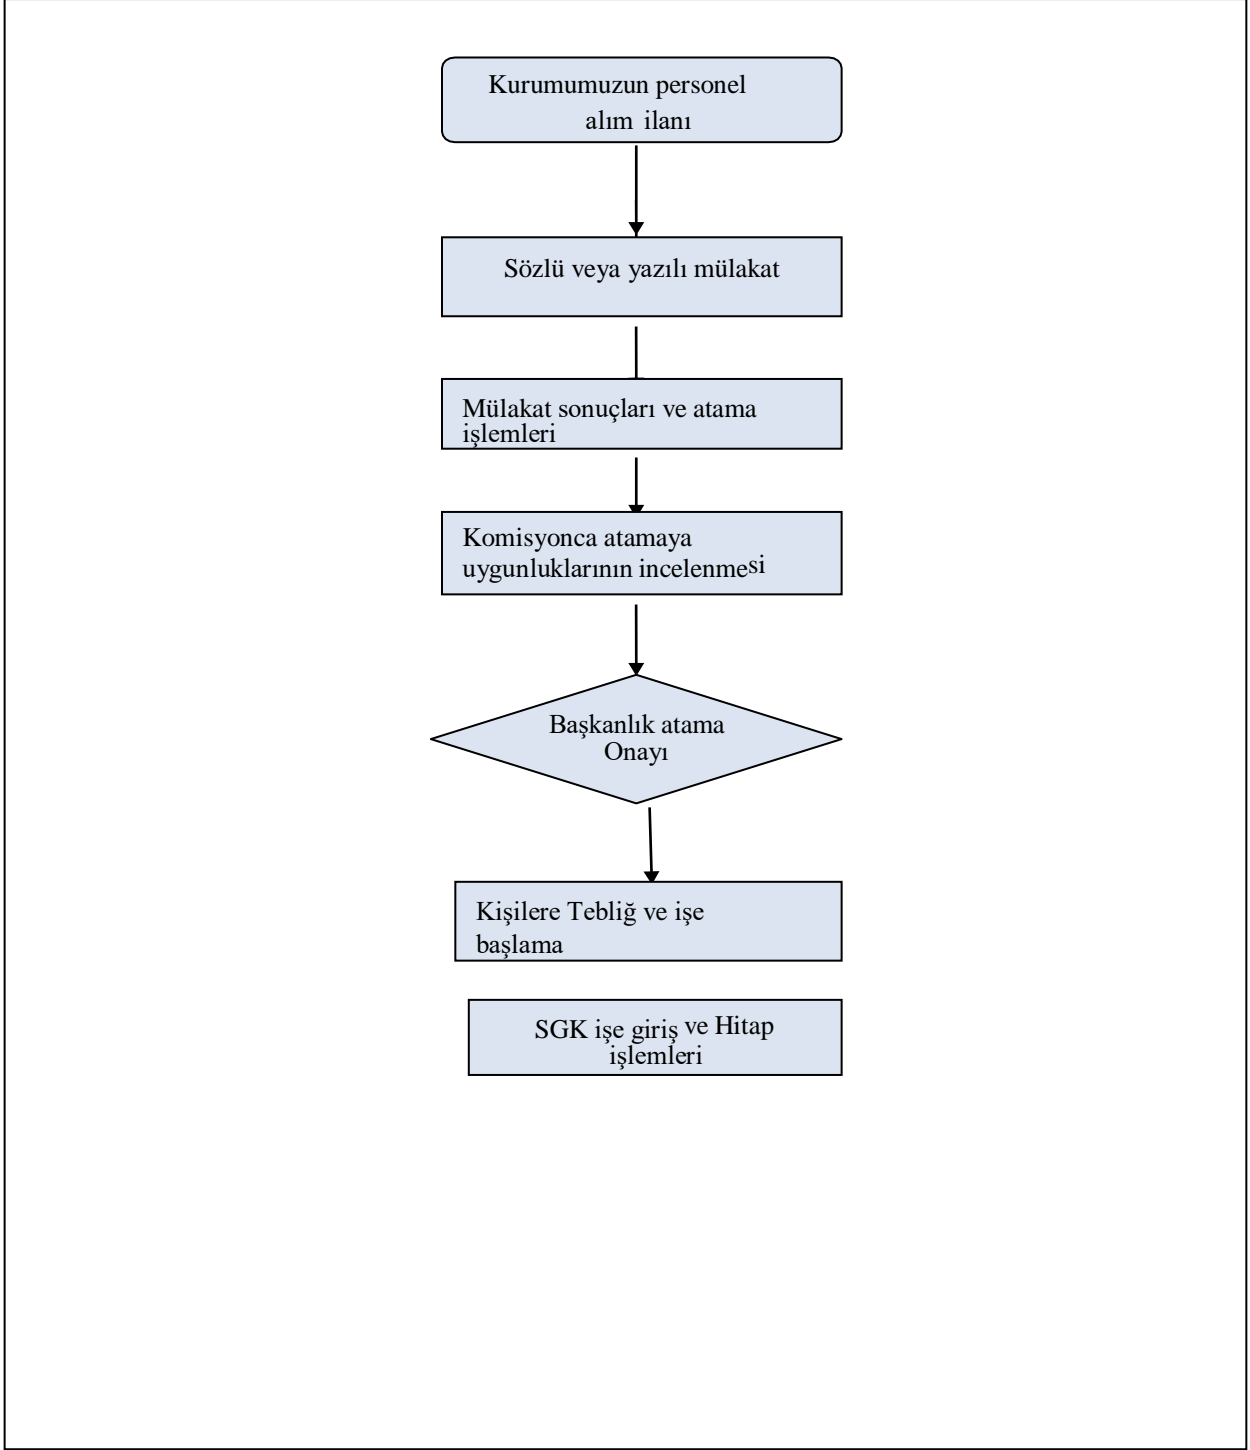 Kurumumuzun personel
alım ilanı
Sözlü veya yazılı mülakat
Mülakat sonuçları ve atama
işlemleri
Komisyonca atamaya
uygunluklarının incelenmesi
Başkanlık atama
Onayı
Kişilere Tebliğ ve işe
başlama
SGK işe giriş ve Hitap
işlemleri